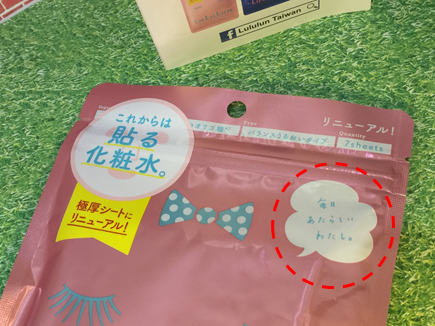 Lululun Taiwan
リニューアル!
これからは
貼る
化粧水。
Type
バランスうるおいタイプ
Quantity
7sheets
極厚シートに
リニューアル!
毎日
あたらしい
わたし。